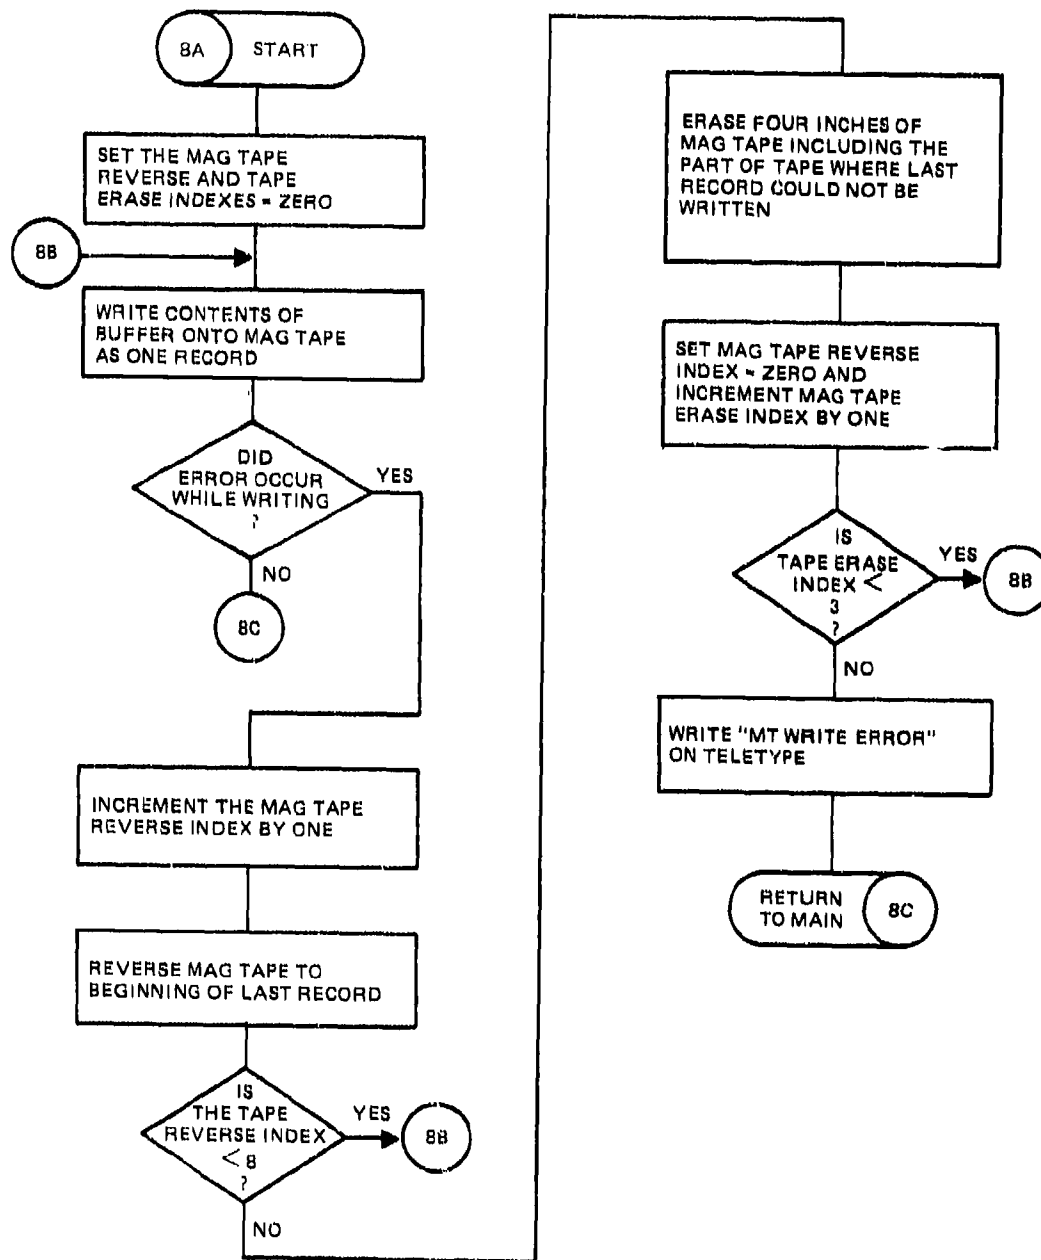 8A START
SET THE MAG TAPE
REVERSE AND TAPE
ERASE INDEXES = ZERO
8B
WRITE CONTENTS OF
BUFFER ONTO MAG TAPE
AS ONE RECORD
DID
ERROR OCCUR
WHILE WRITING
?
YES
NO
8C
INCREMENT THE MAG TAPE
REVERSE INDEX BY ONE
REVERSE MAG TAPE TO
BEGINNING OF LAST RECORD
IS
THE TAPE
REVERSE INDEX
< 8
?
YES
8B
NO
ERASE FOUR INCHES OF
MAG TAPE INCLUDING THE
PART OF TAPE WHERE LAST
RECORD COULD NOT BE
WRITTEN
SET MAG TAPE REVERSE
INDEX = ZERO AND
INCREMENT MAG TAPE
ERASE INDEX BY ONE
IS
TAPE ERASE
INDEX <
3
?
YES
8B
NO
WRITE "MT WRITE ERROR"
ON TELETYPE
RETURN
TO MAIN
8C